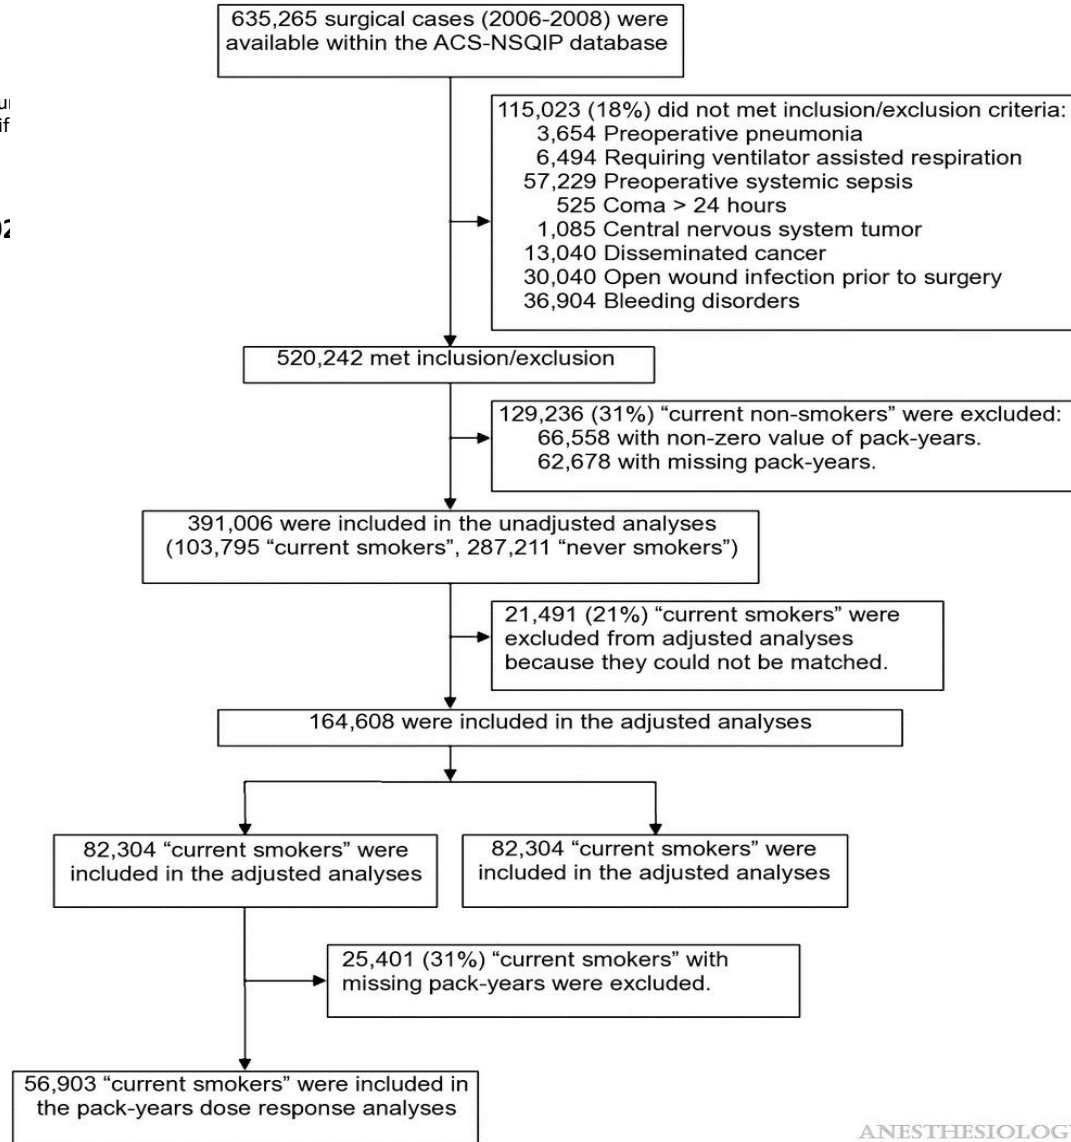 635,265 surgical cases (2006-2008) were
available within the ACS-NSQIP database
115,023 (18%) did not met inclusion/exclusion criteria:
3,654 Preoperative pneumonia
6,494 Requiring ventilator assisted respiration
57,229 Preoperative systemic sepsis
525 Coma > 24 hours
1,085 Central nervous system tumor
13,040 Disseminated cancer
30,040 Open wound infection prior to surgery
36,904 Bleeding disorders
520,242 met inclusion/exclusion
129,236 (31%) “current non-smokers” were excluded:
66,558 with non-zero value of pack-years.
62,678 with missing pack-years.
391,006 were included in the unadjusted analyses
(103,795 “current smokers”, 287,211 “never smokers”)
21,491 (21%) “current smokers” were
excluded from adjusted analyses
because they could not be matched.
164,608 were included in the adjusted analyses
82,304 “current smokers” were
included in the adjusted analyses
82,304 “current smokers” were
included in the adjusted analyses
25,401 (31%) “current smokers” with
missing pack-years were excluded.
56,903 “current smokers” were included in
the pack-years dose response analyses